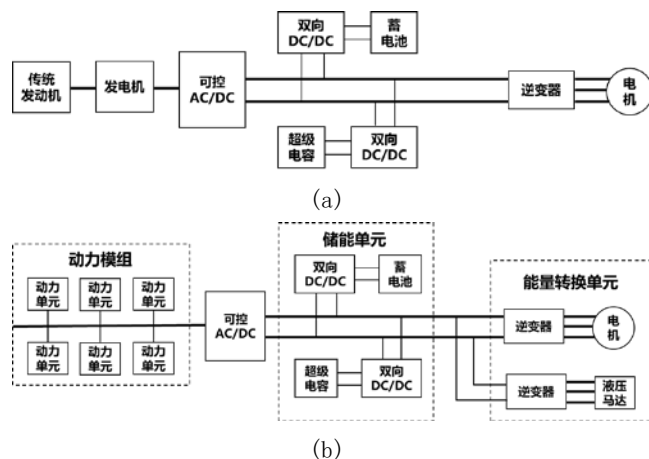 双向
DC/DC
蓄
电池
传统
发动机
发电机
可控
AC/DC
逆变器
电
机
超级
电容
双向
DC/DC
(a)
动力模组
储能单元
能量转换单元
动力
单元
动力
单元
动力
单元
双向
DC/DC
蓄
电池
可控
AC/DC
逆变器
电
机
动力
单元
动力
单元
动力
单元
超级
电容
双向
DC/DC
逆变器
液压
马达
(b)